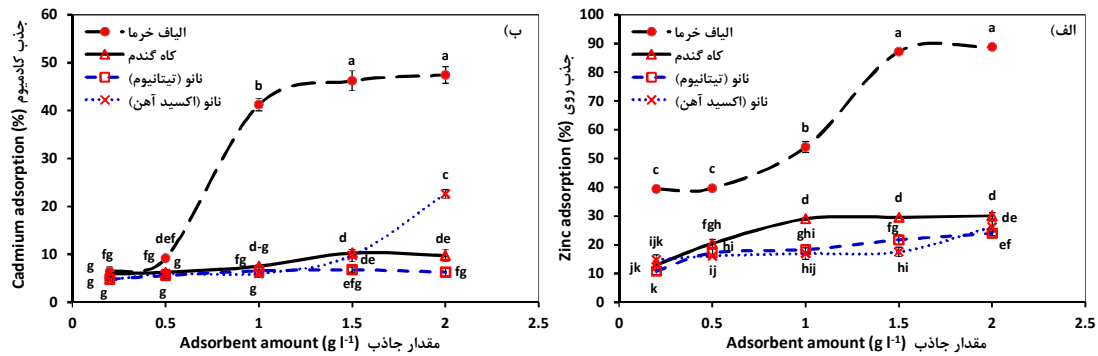 ب)
الیاف خرما
کاه گندم
نانو (تیتانیوم)
نانو (اکسید آهن)
جذب کادمیوم Cadmium adsorption (%)
60
50
40
30
20
10
0
a
a
b
c
def
fg
fg
d-g
d
de
g
g
fg
de
g
g
g
g
efg
fg
0
0.5
1
1.5
2
2.5
Adsorbent amount (g l-1) مقدار جاذب
الف)
الیاف خرما
کاه گندم
نانو (تیتانیوم)
نانو (اکسید آهن)
جذب روی Zinc adsorption (%)
100
90
80
70
60
50
40
30
20
10
0
a
a
b
c
c
d
d
d
fgh
ijk
hi
ghi
fg
de
jk
ij
hij
hi
ef
k
0
0.5
1
1.5
2
2.5
Adsorbent amount (g l-1) مقدار جاذب